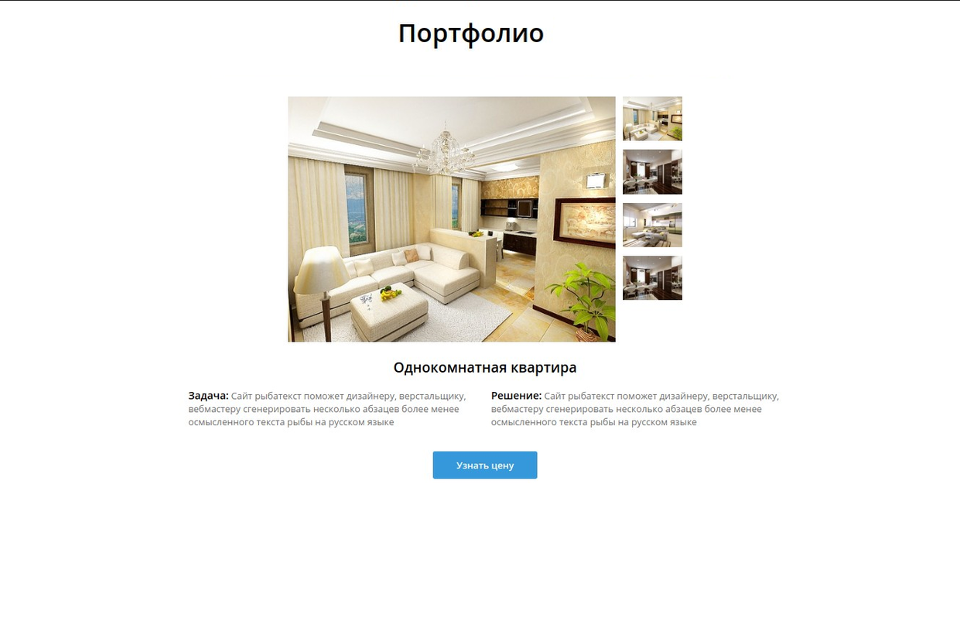 Портфолио
Однокомнатная квартира
Задача: Сайт рыбатекст поможет дизайнеру, верстальщику,
вебмастеру сгенерировать несколько абзацев более менее
осмысленного текста рыбы на русском языке
Решение: Сайт рыбатекст поможет дизайнеру, верстальщику,
вебмастеру сгенерировать несколько абзацев более менее
осмысленного текста рыбы на русском языке
Узнать цену